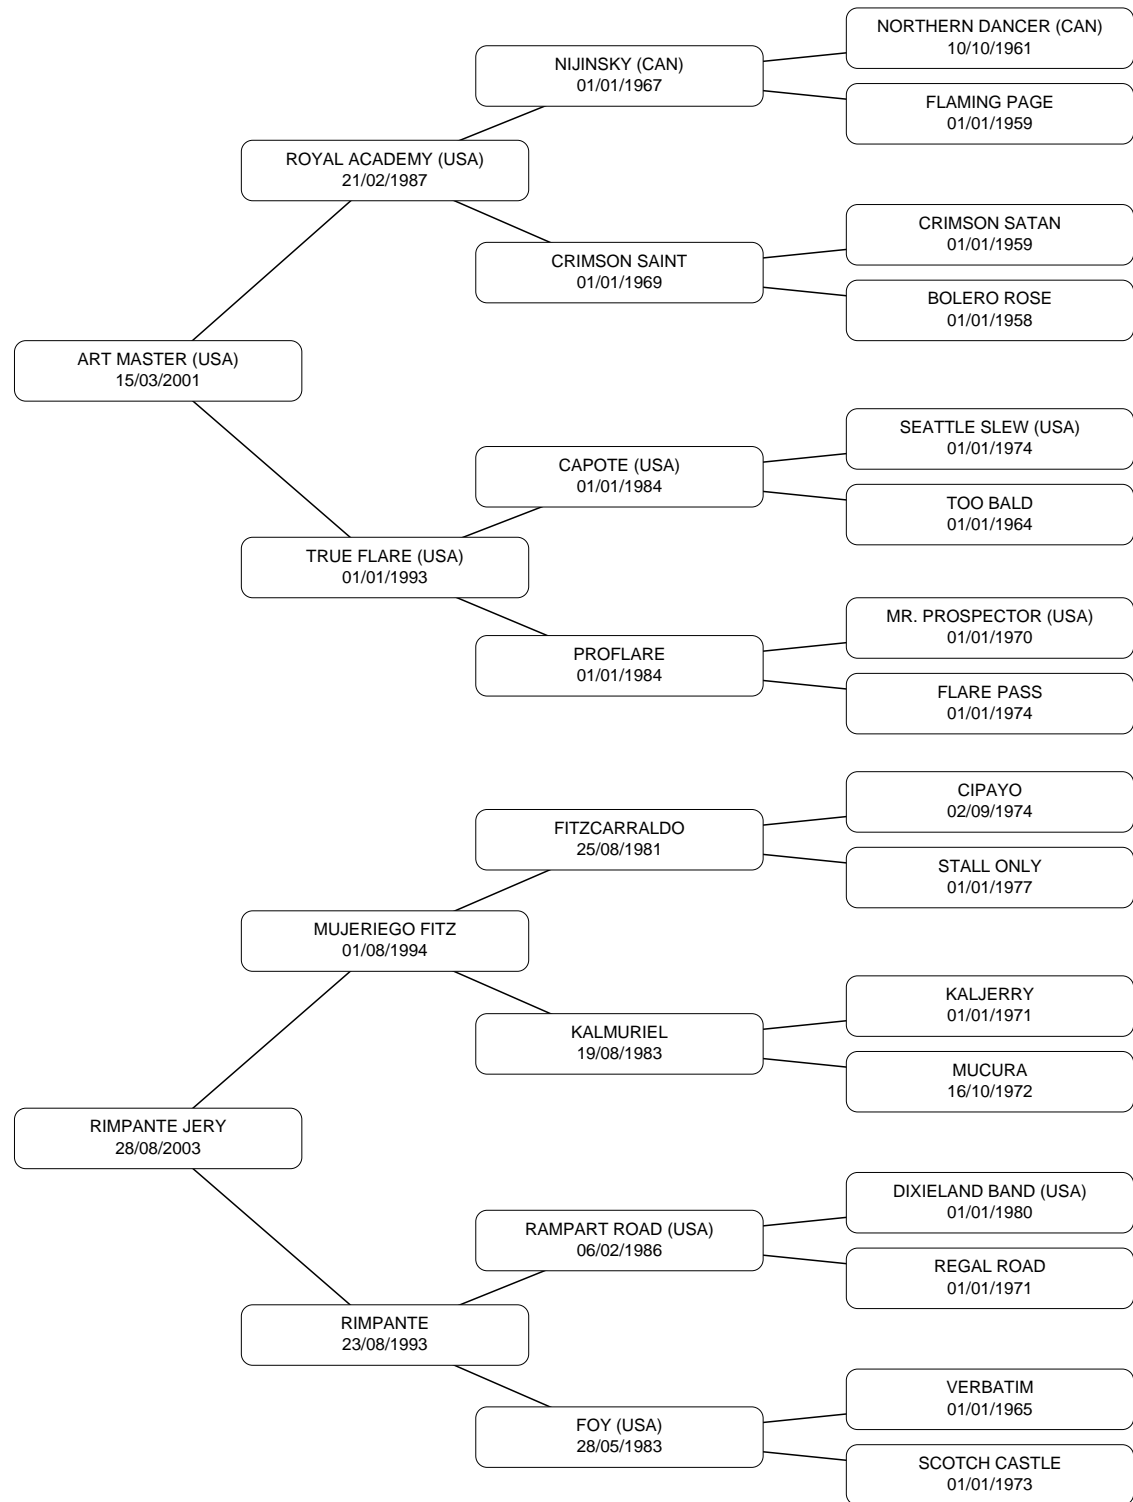 NORTHERN DANCER (CAN)
10/10/1961
NIJINSKY (CAN)
01/01/1967
FLAMING PAGE
01/01/1959
ROYAL ACADEMY (USA)
21/02/1987
CRIMSON SATAN
01/01/1959
CRIMSON SAINT
01/01/1969
BOLERO ROSE
01/01/1958
ART MASTER (USA)
15/03/2001
SEATTLE SLEW (USA)
01/01/1974
CAPOTE (USA)
01/01/1984
TOO BALD
01/01/1964
TRUE FLARE (USA)
01/01/1993
MR. PROSPECTOR (USA)
01/01/1970
PROFLARE
01/01/1984
FLARE PASS
01/01/1974
CIPAYO
02/09/1974
FITZCARRALDO
25/08/1981
STALL ONLY
01/01/1977
MUJERIEGO FITZ
01/08/1994
KALJERRY
01/01/1971
KALMURIEL
19/08/1983
MUCURA
16/10/1972
RIMPANTE JERY
28/08/2003
DIXIELAND BAND (USA)
01/01/1980
RAMPART ROAD (USA)
06/02/1986
REGAL ROAD
01/01/1971
RIMPANTE
23/08/1993
VERBATIM
01/01/1965
FOY (USA)
28/05/1983
SCOTCH CASTLE
01/01/1973